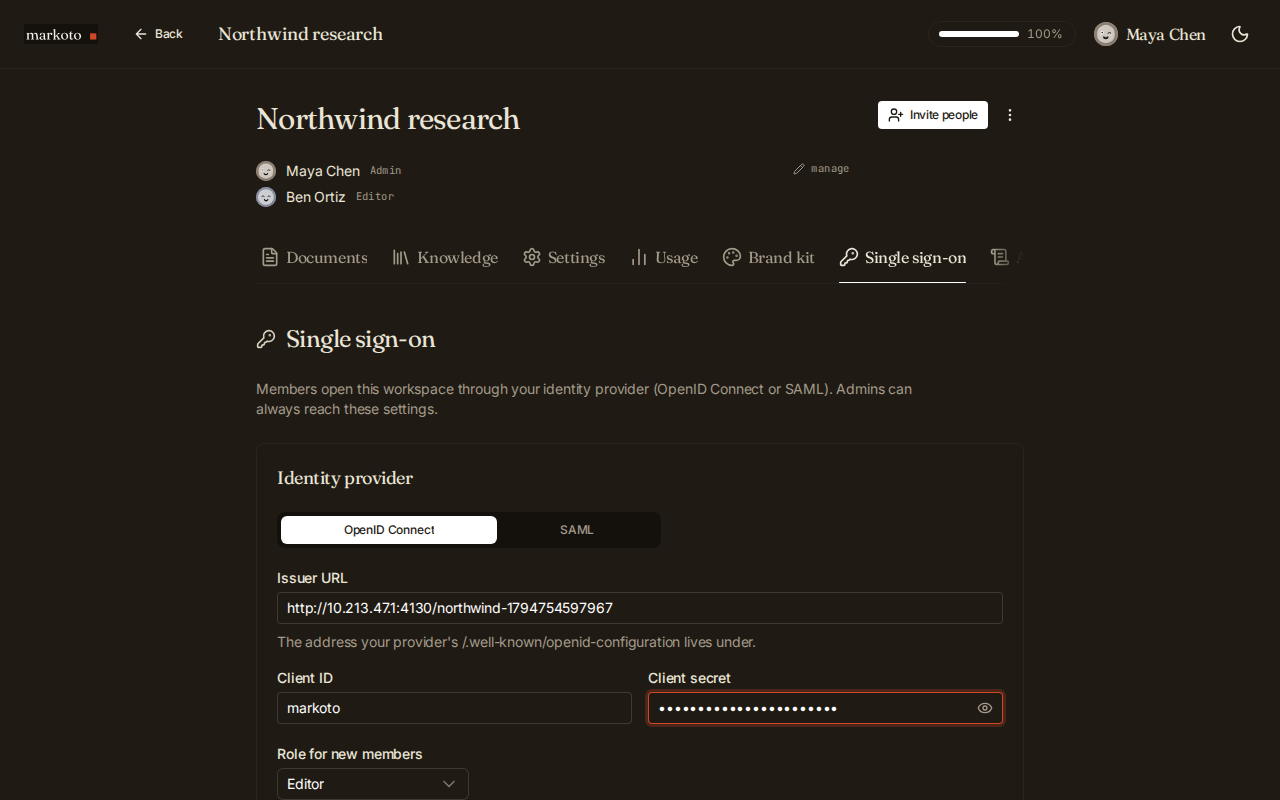 markoto
Back
Northwind research
100%
Maya Chen
Northwind research
Invite people
Maya Chen Admin
manage
Ben Ortiz Editor
Documents Knowledge Settings Usage Brand kit Single sign-on
Single sign-on
Members open this workspace through your identity provider (OpenID Connect or SAML). Admins can
always reach these settings.
Identity provider
OpenID Connect SAML
Issuer URL
http://10.213.47.1:4130/northwind-1794754597967
The address your provider's /.well-known/openid-configuration lives under.
Client ID Client secret
markoto ••••••••••••••••••••••
Role for new members
Editor